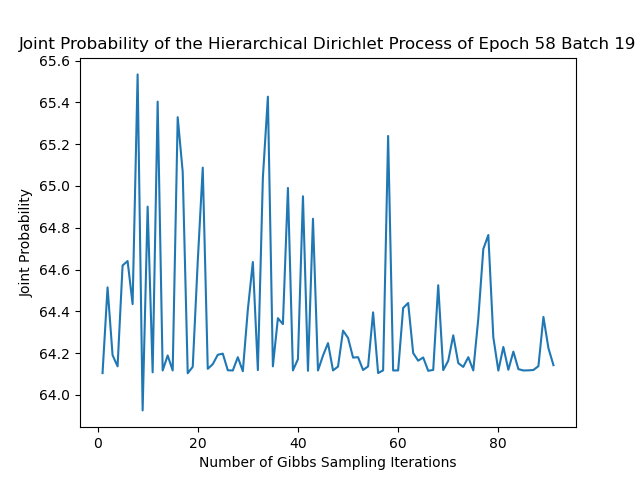 Joint Probability of the Hierarchical Dirichlet Process of Epoch 58 Batch 19
65.6
65.4
65.2
65.0
64.8
64.6
64.4
64.2
64.0
Joint Probability
0 20 40 60 80
Number of Gibbs Sampling Iterations